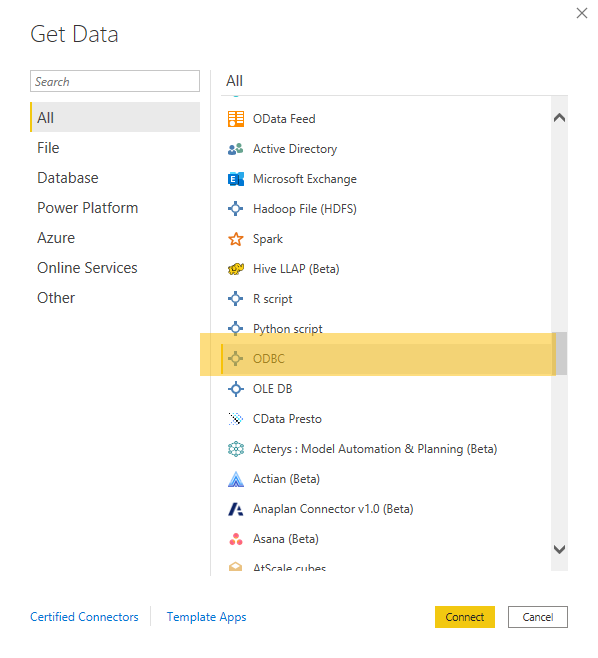 Get Data
Search
All
File
Database
Power Platform
Azure
Online Services
Other
All
OData Feed
Active Directory
Microsoft Exchange
Hadoop File (HDFS)
Spark
Hive LLAP (Beta)
R script
Python script
ODBC
OLE DB
CData Presto
Acterys : Model Automation & Planning (Beta)
Actian (Beta)
Anaplan Connector v1.0 (Beta)
Asana (Beta)
AtScale cubes
Certified Connectors
Template Apps
Connect
Cancel